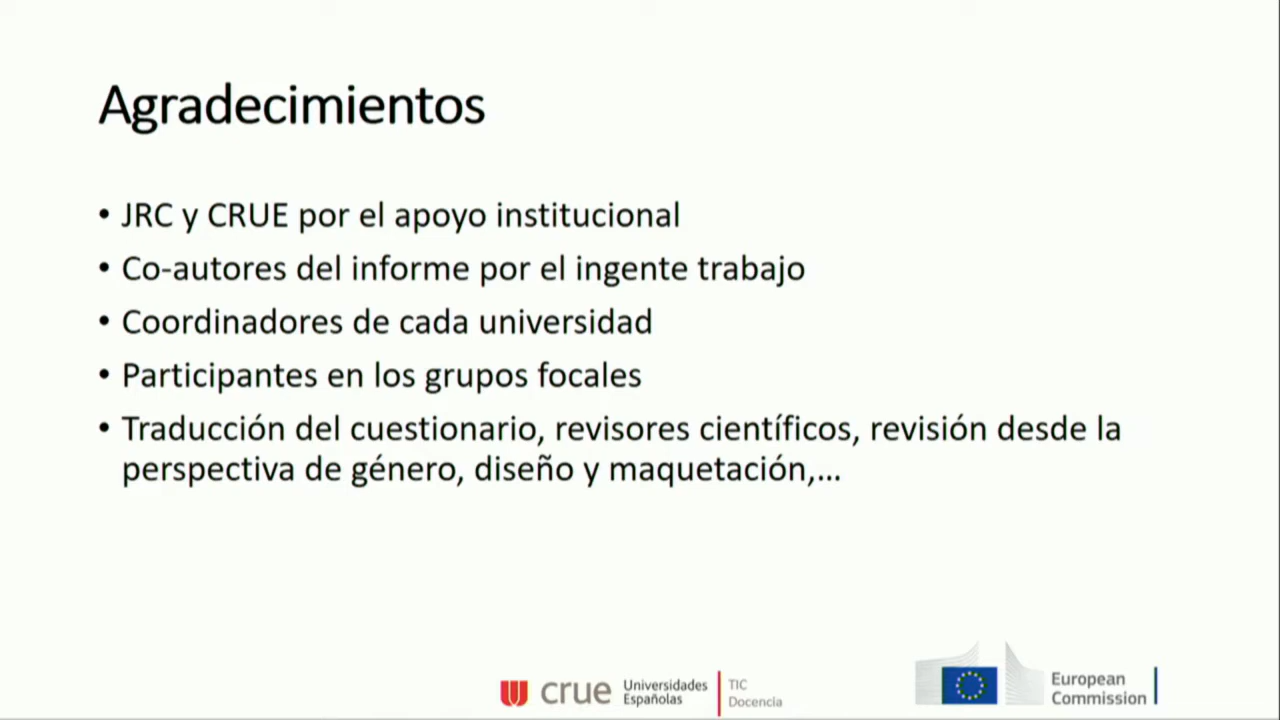 Agradecimientos
• JRC y CRUE por el apoyo institucional
• Co-autores del informe por el ingente trabajo
• Coordinadores de cada universidad
• Participantes en los grupos focales
• Traducción del cuestionario, revisores científicos, revisión desde la
perspectiva de género, diseño y maquetación,...
crue
Universidades
Españolas
TIC
Docencia
European
Commission